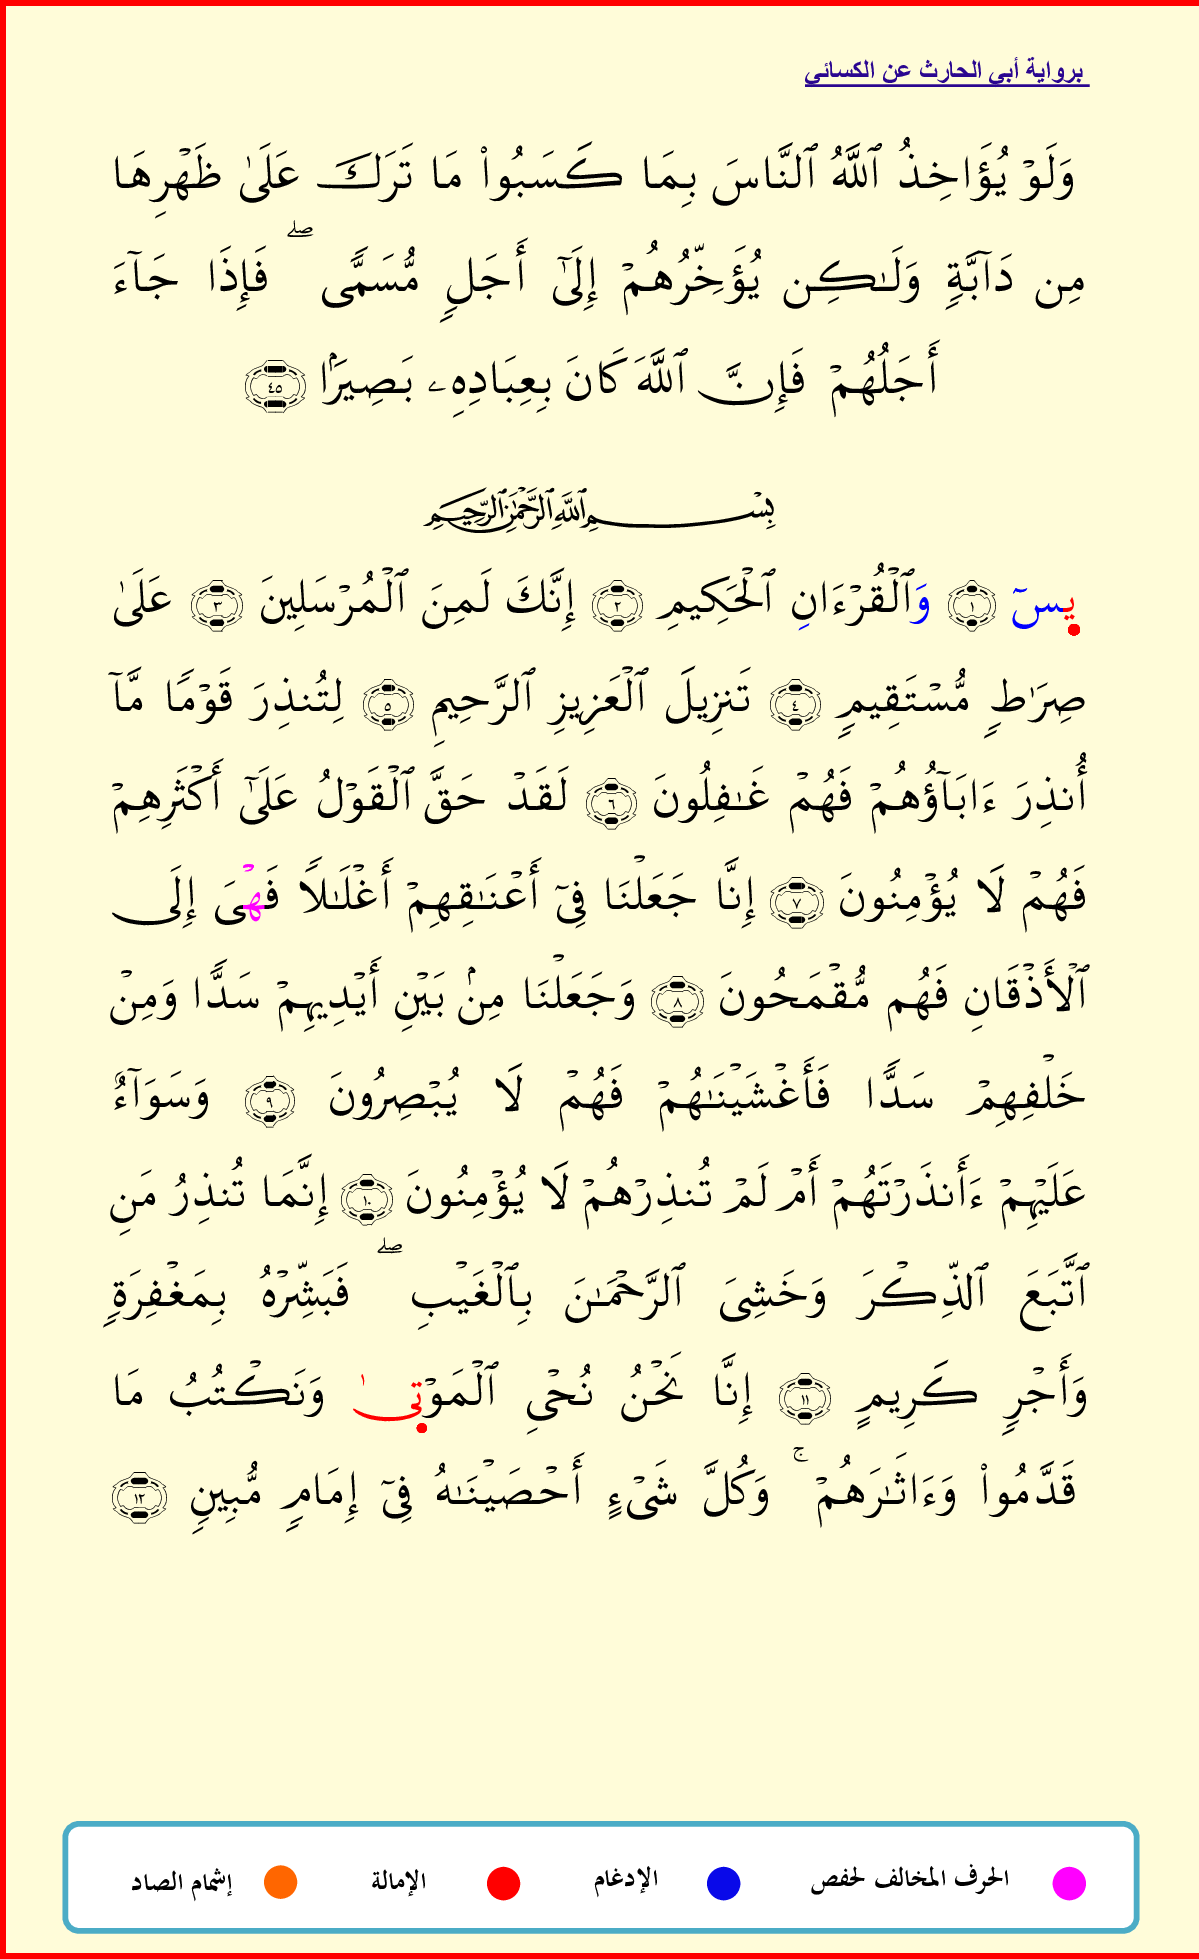 برواية أبي الحارث عن الكسائي
وَلَوۡ يُؤَاخِذُ ٱللَّهُ ٱلنَّاسَ بِمَا كَسَبُواْ مَا تَرَكَ عَلَىٰ ظَهۡرِهَا
مِن دَآبَّةٖ وَلَٰكِن يُؤَخِّرُهُمۡ إِلَىٰٓ أَجَلٖ مُّسَمّٗى ۖ فَإِذَا جَآءَ
أَجَلُهُمۡ فَإِنَّ ٱللَّهَ كَانَ بِعِبَادِهِۦ بَصِيرَۢا ٤٥
بِسۡمِ ٱللَّهِ ٱلرَّحۡمَٰنِ ٱلرَّحِيمِ
يسٓ ١ وَٱلۡقُرۡءَانِ ٱلۡحَكِيمِ ٢ إِنَّكَ لَمِنَ ٱلۡمُرۡسَلِينَ ٣ عَلَىٰ
صِرَٰطٖ مُّسۡتَقِيمٖ ٤ تَنزِيلَ ٱلۡعَزِيزِ ٱلرَّحِيمِ ٥ لِتُنذِرَ قَوۡمٗا مَّآ
أُنذِرَ ءَابَآؤُهُمۡ فَهُمۡ غَٰفِلُونَ ٦ لَقَدۡ حَقَّ ٱلۡقَوۡلُ عَلَىٰٓ أَكۡثَرِهِمۡ
فَهُمۡ لَا يُؤۡمِنُونَ ٧ إِنَّا جَعَلۡنَا فِيٓ أَعۡنَٰقِهِمۡ أَغۡلَٰلٗا فَهۡيَ إِلَى
ٱلۡأَذۡقَانِ فَهُم مُّقۡمَحُونَ ٨ وَجَعَلۡنَا مِنۢ بَيۡنِ أَيۡدِيهِمۡ سَدّٗا وَمِنۡ
خَلۡفِهِمۡ سَدّٗا فَأَغۡشَيۡنَٰهُمۡ فَهُمۡ لَا يُبۡصِرُونَ ٩ وَسَوَآءٌ
عَلَيۡهِمۡ ءَأَنذَرۡتَهُمۡ أَمۡ لَمۡ تُنذِرۡهُمۡ لَا يُؤۡمِنُونَ ١٠ إِنَّمَا تُنذِرُ مَنِ
ٱتَّبَعَ ٱلذِّكۡرَ وَخَشِيَ ٱلرَّحۡمَٰنَ بِٱلۡغَيۡبِ ۖ فَبَشِّرۡهُ بِمَغۡفِرَةٖ
وَأَجۡرٖ كَرِيمٍ ١١ إِنَّا نَحۡنُ نُحۡيِ ٱلۡمَوۡتىٰ وَنَكۡتُبُ مَا
قَدَّمُواْ وَءَاثَٰرَهُمۡ ۚ وَكُلَّ شَيۡءٍ أَحۡصَيۡنَٰهُ فِيٓ إِمَامٖ مُّبِينٖ ١٢
الحرف المخالف لحفص الإدغام الإمالة إشمام الصاد